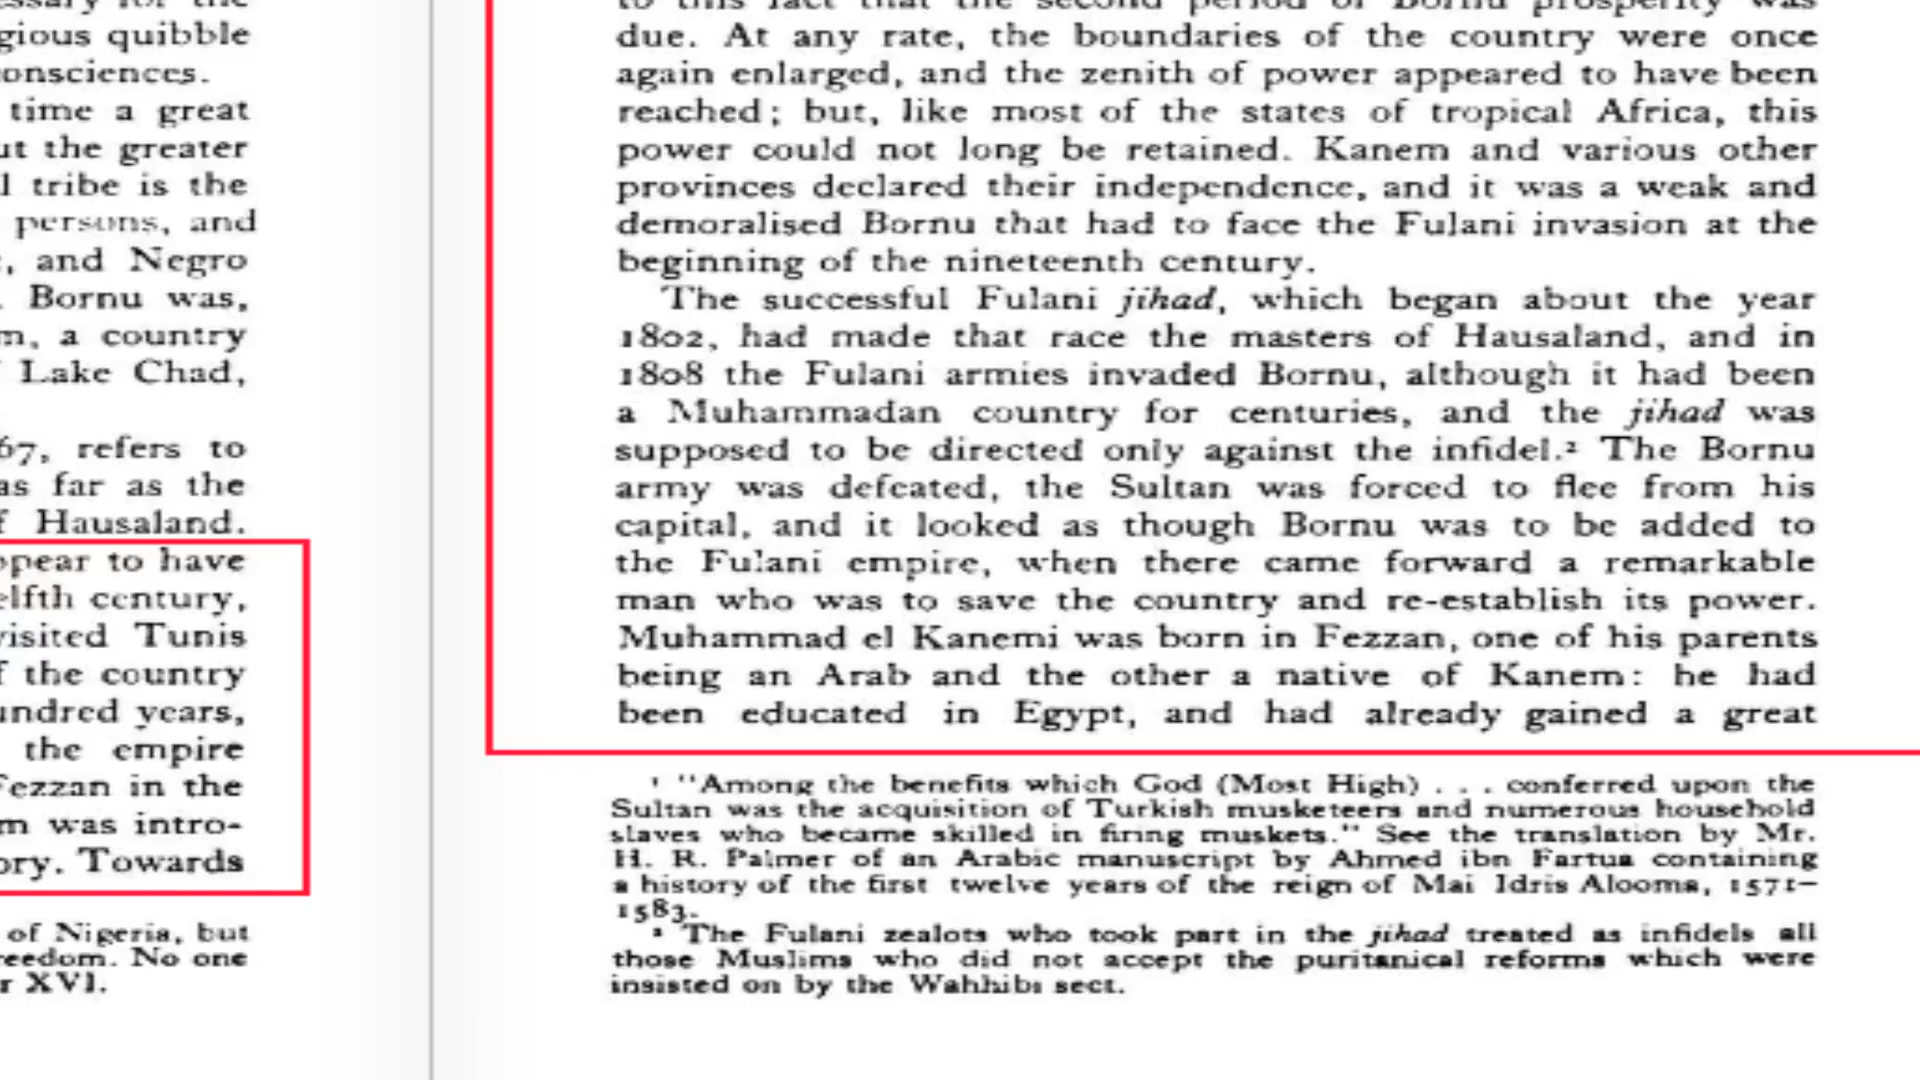 gious quibble
onsciences.
time a great
ut the greater
l tribe is the
persons, and
, and Negro
. Bornu was,
m, a country
Lake Chad,
67, refers to
as far as the
f Hausaland.
ppear to have
elfth century,
visited Tunis
f the country
undred years,
the empire
Fezzan in the
m was intro-
ory. Towards
of Nigeria, but
reedom. No one
r XVI.
to this fact that the second period of Bornu prosperity was
due. At any rate, the boundaries of the country were once
again enlarged, and the zenith of power appeared to have been
reached; but, like most of the states of tropical Africa, this
power could not long be retained. Kanem and various other
provinces declared their independence, and it was a weak and
demoralised Bornu that had to face the Fulani invasion at the
beginning of the nineteenth century.
The successful Fulani jihad, which began about the year
1802, had made that race the masters of Hausaland, and in
1808 the Fulani armies invaded Bornu, although it had been
a Muhammadan country for centuries, and the jihad was
supposed to be directed only against the infidel.² The Bornu
army was defeated, the Sultan was forced to flee from his
capital, and it looked as though Bornu was to be added to
the Fulani empire, when there came forward a remarkable
man who was to save the country and re-establish its power.
Muhammad el Kanemi was born in Fezzan, one of his parents
being an Arab and the other a native of Kanem: he had
been educated in Egypt, and had already gained a great
¹ "Among the benefits which God (Most High) . . . conferred upon the
Sultan was the acquisition of Turkish musketeers and numerous household
slaves who became skilled in firing muskets." See the translation by Mr.
H. R. Palmer of an Arabic manuscript by Ahmed ibn Fartua containing
a history of the first twelve years of the reign of Mai Idris Alooma, 1571–
1583.
² The Fulani zealots who took part in the jihad treated as infidels all
those Muslims who did not accept the puritanical reforms which were
insisted on by the Wahhibi sect.